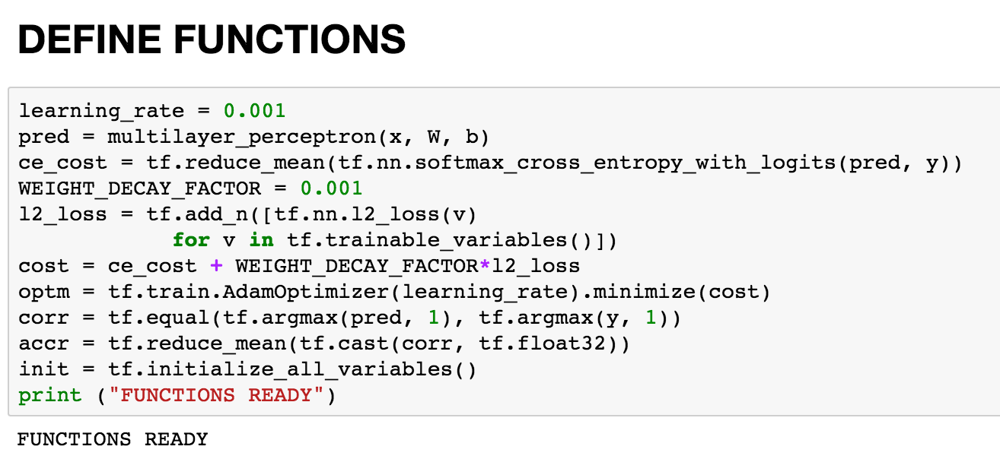 DEFINE FUNCTIONS
learning_rate = 0.001
pred = multilayer_perceptron(x, W, b)
ce_cost = tf.reduce_mean(tf.nn.softmax_cross_entropy_with_logits(pred, y))
WEIGHT_DECAY_FACTOR = 0.001
l2_loss = tf.add_n([tf.nn.l2_loss(v)
            for v in tf.trainable_variables()])
cost = ce_cost + WEIGHT_DECAY_FACTOR*l2_loss
optm = tf.train.AdamOptimizer(learning_rate).minimize(cost)
corr = tf.equal(tf.argmax(pred, 1), tf.argmax(y, 1))
accr = tf.reduce_mean(tf.cast(corr, tf.float32))
init = tf.initialize_all_variables()
print ("FUNCTIONS READY")
FUNCTIONS READY